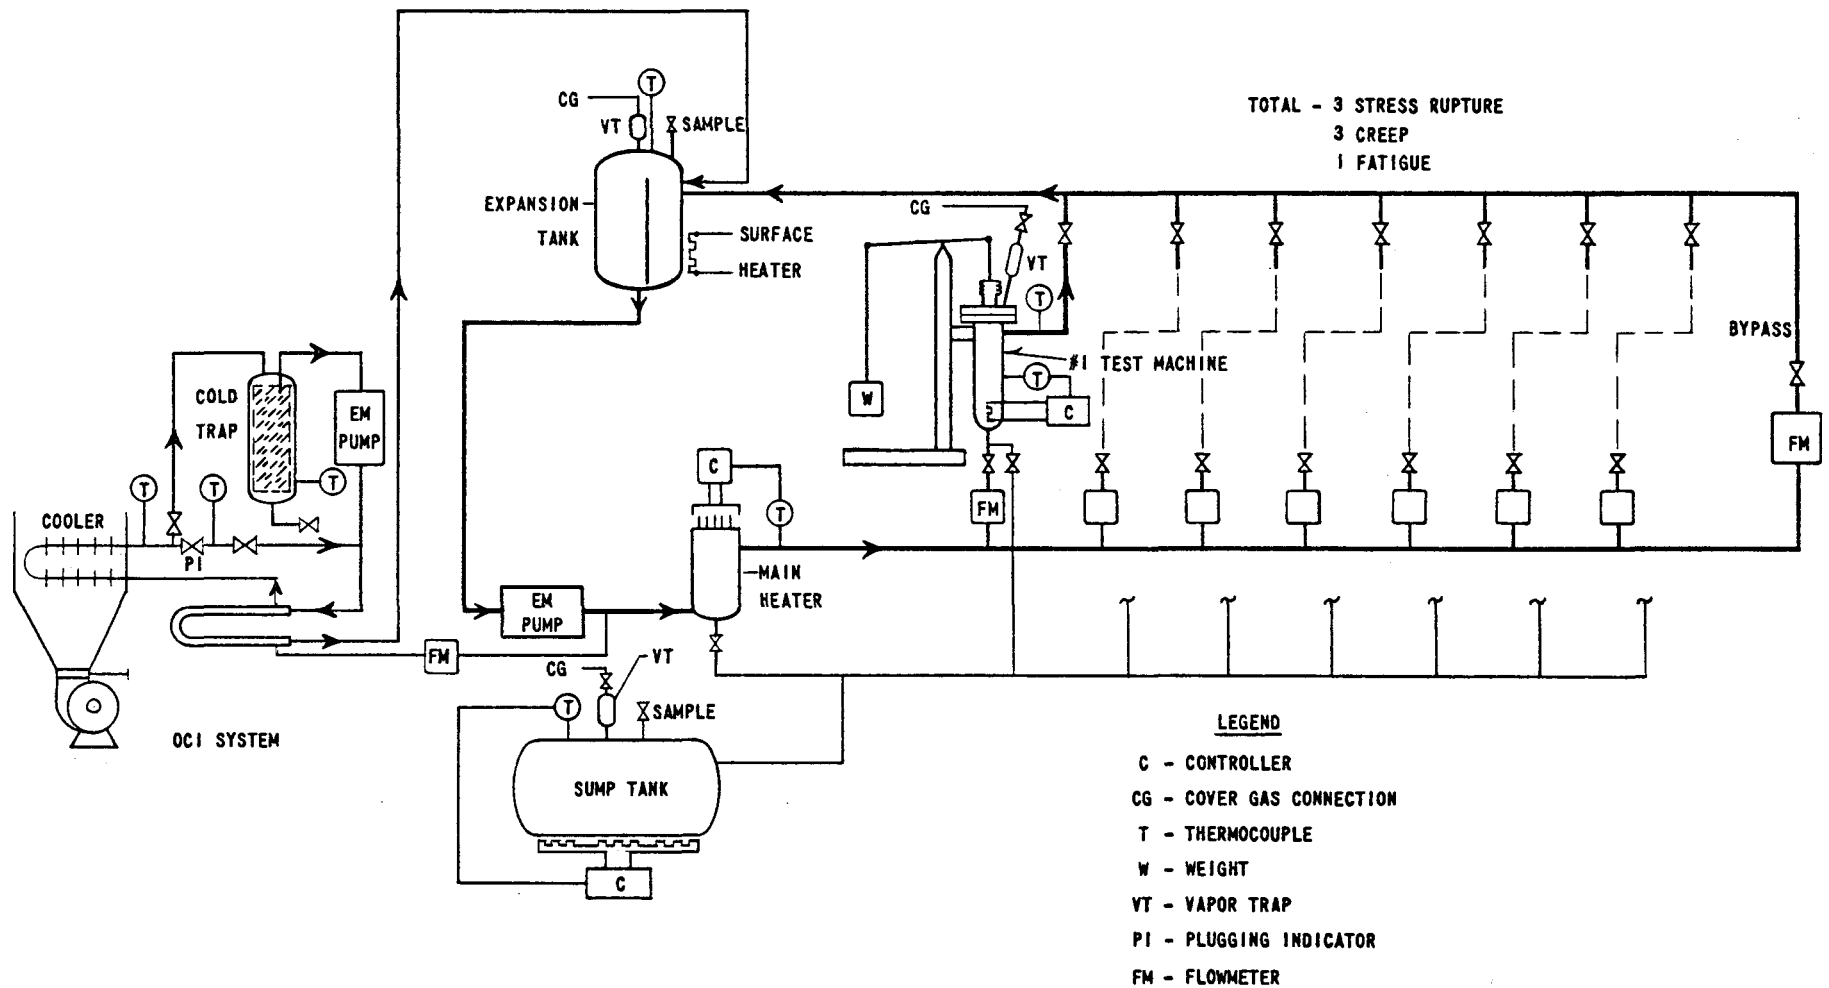 T
CG
VT
SAMPLE
TOTAL - 3 STRESS RUPTURE
3 CREEP
1 FATIGUE
EXPANSION
TANK
SURFACE
HEATER
CG
VT
T
BYPASS
#1 TEST MACHINE
T
C
W
COLD
TRAP
EM
PUMP
FM
T
T
T
C
T
FM
COOLER
PI
MAIN
HEATER
EM
PUMP
FM
CG
VT
T
SAMPLE
OCI SYSTEM
SUMP TANK
C
LEGEND
C - CONTROLLER
CG - COVER GAS CONNECTION
T - THERMOCOUPLE
W - WEIGHT
VT - VAPOR TRAP
PI - PLUGGING INDICATOR
FM - FLOWMETER